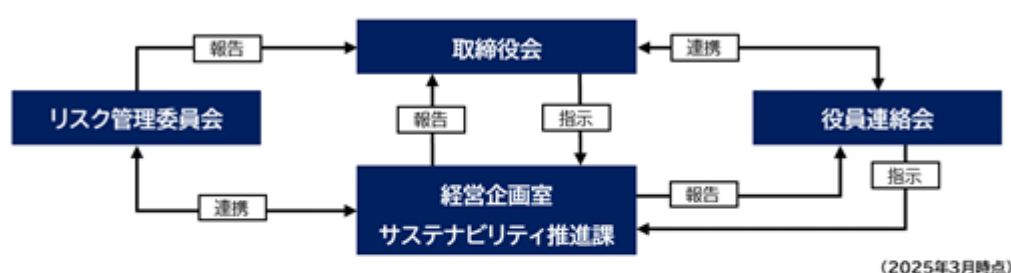 取締役会
報告
連携
リスク管理委員会
報告
指示
役員連絡会
指示
経営企画室
サステナビリティ推進課
連携
報告
(2025年3月時点)